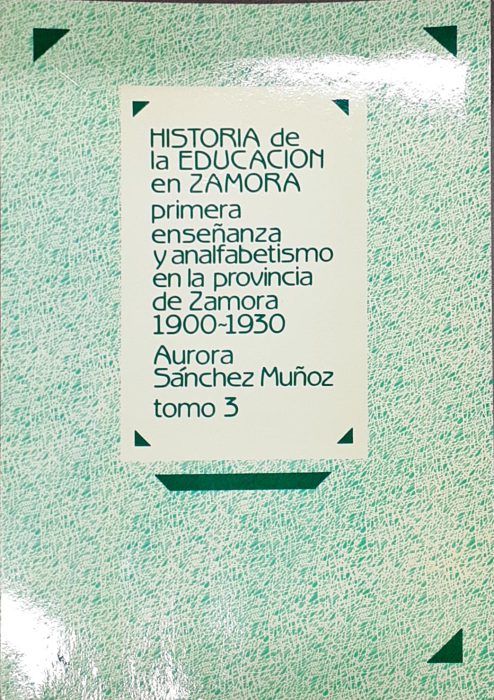 HISTORIA de
la EDUCACION
en ZAMORA
primera
enseñanza
y analfabetismo
en la provincia
de Zamora
1900~1930
Aurora
Sánchez Muñoz
tomo 3